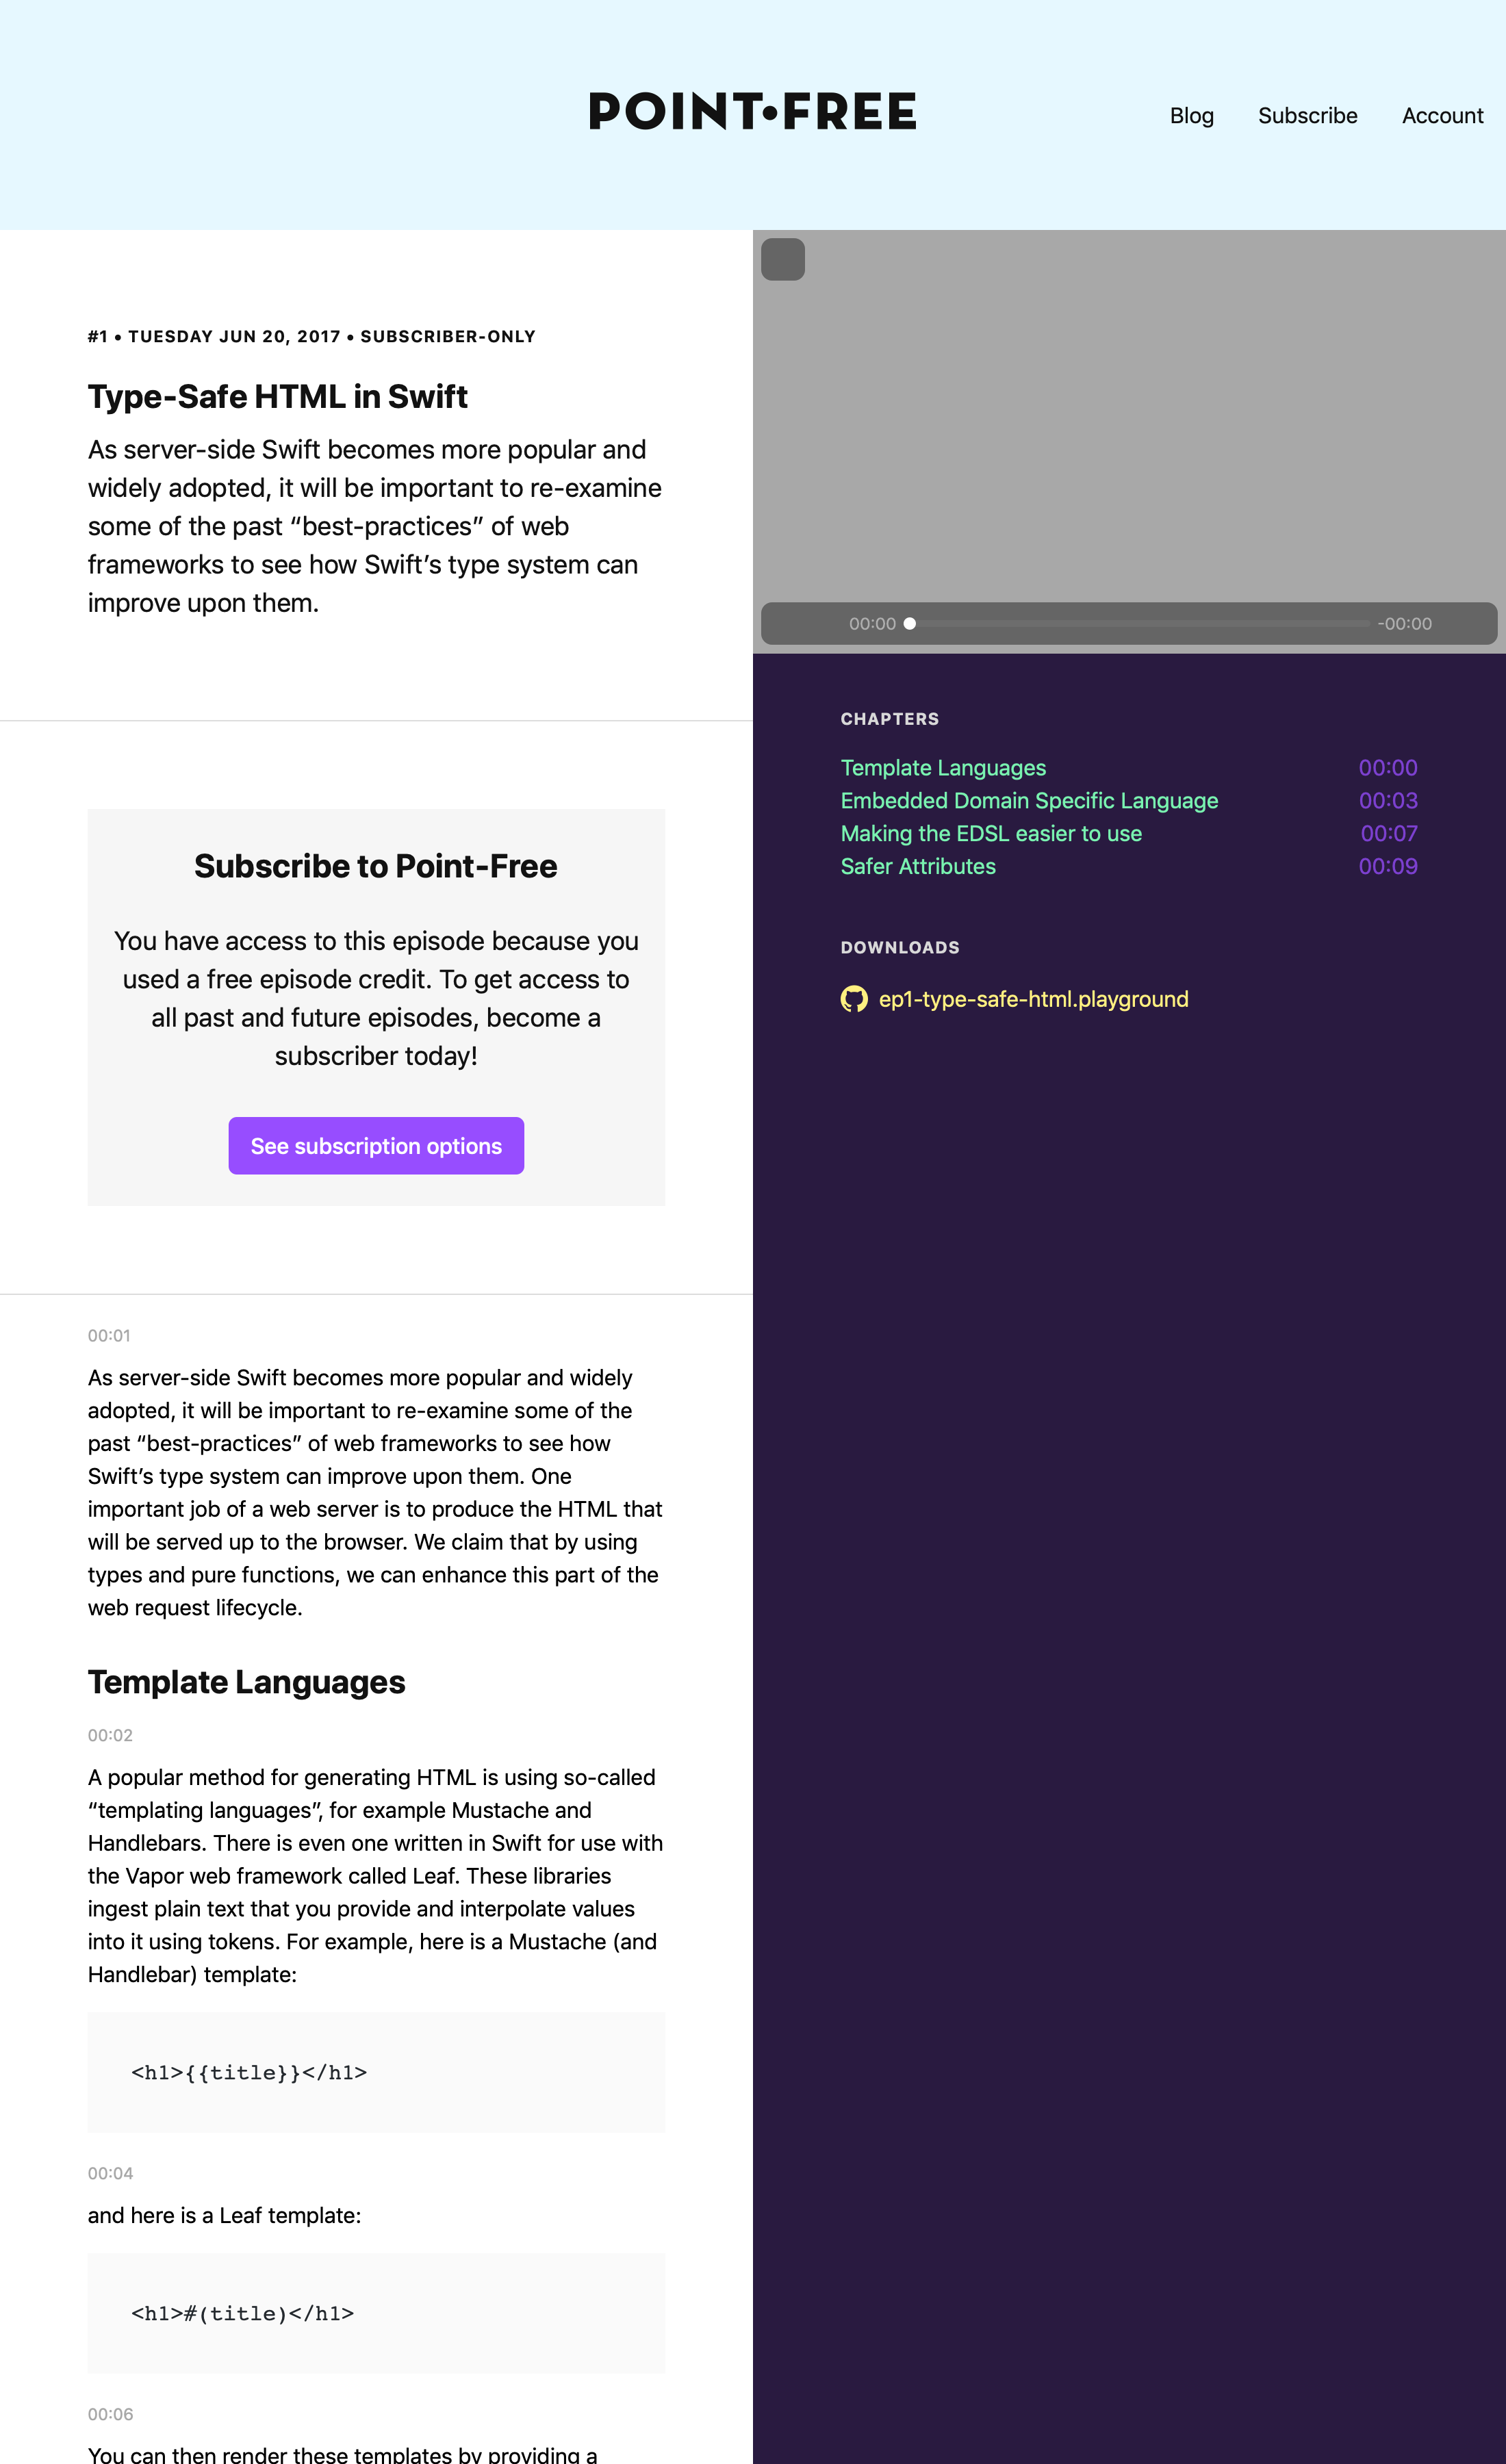 POINT•FREE
Blog Subscribe Account
#1 • TUESDAY JUN 20, 2017 • SUBSCRIBER-ONLY
Type-Safe HTML in Swift
As server-side Swift becomes more popular and
widely adopted, it will be important to re-examine
some of the past “best-practices” of web
frameworks to see how Swift’s type system can
improve upon them.
Subscribe to Point-Free
You have access to this episode because you
used a free episode credit. To get access to
all past and future episodes, become a
subscriber today!
See subscription options
00:01
As server-side Swift becomes more popular and widely
adopted, it will be important to re-examine some of the
past “best-practices” of web frameworks to see how
Swift’s type system can improve upon them. One
important job of a web server is to produce the HTML that
will be served up to the browser. We claim that by using
types and pure functions, we can enhance this part of the
web request lifecycle.
Template Languages
00:02
A popular method for generating HTML is using so-called
“templating languages”, for example Mustache and
Handlebars. There is even one written in Swift for use with
the Vapor web framework called Leaf. These libraries
ingest plain text that you provide and interpolate values
into it using tokens. For example, here is a Mustache (and
Handlebar) template:
<h1>{{title}}</h1>
00:04
and here is a Leaf template:
<h1>#(title)</h1>
00:06
You can then render these templates by providing a
00:00 -00:00
CHAPTERS
Template Languages 00:00
Embedded Domain Specific Language 00:03
Making the EDSL easier to use 00:07
Safer Attributes 00:09
DOWNLOADS
ep1-type-safe-html.playground